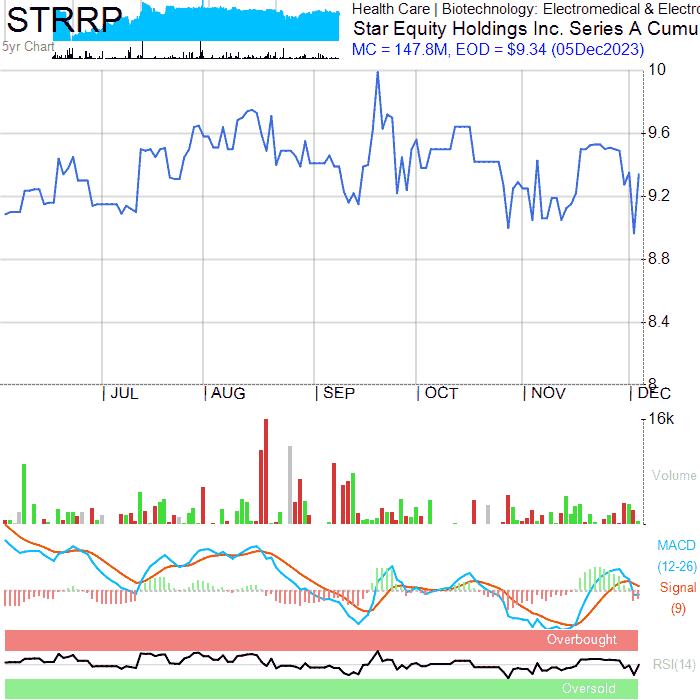 STRRP
5yr Chart
Health Care | Biotechnology: Electromedical & Electro
Star Equity Holdings Inc. Series A Cumu
MC = 147.8M, EOD = $9.34 (05Dec2023)
10
9.6
9.2
8.8
8.4
8
JUL
AUG
SEP
OCT
NOV
DEC
16k
Volume
MACD
(12-26)
Signal
(9)
Overbought
RSI(14)
Oversold